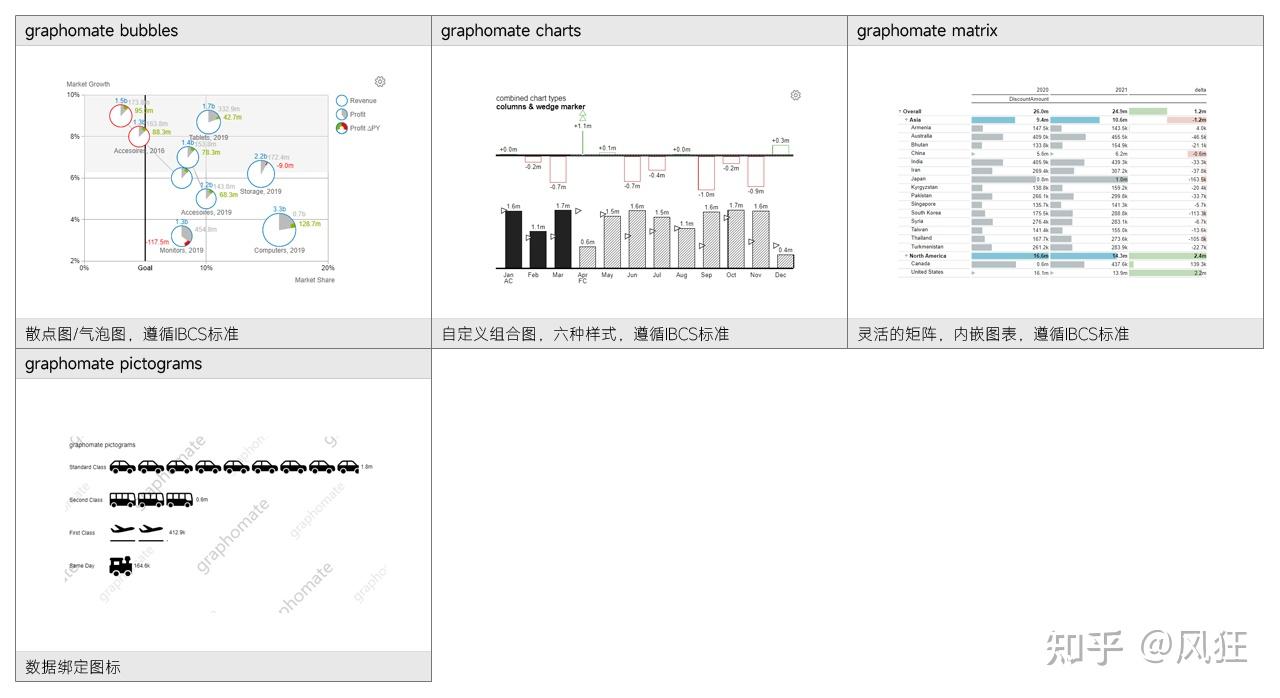 graphomate bubbles
Market Growth
10%
8%
6%
4%
2%
0%
Goal
10%
20%
Market Share
Revenue
Profit
Profit ΔPY
1.5b
173.8m
1.7b
332.9m
42.7m
Tablets, 2019
88.3m
Accesoires, 2016
1.4b
78.3m
2.2b
172.4m
-9.0m
Storage, 2019
1.2b
143.8m
68.3m
Accesoires, 2019
3.3b
0.7b
128.7m
Computers, 2019
1.3b
454.8m
-117.5m
Monitors, 2019
散点图/气泡图，遵循IBCS标准
graphomate charts
combined chart types
columns & wedge marker
+0.0m
-0.2m
-0.7m
+1.1m
+0.1m
-0.7m
-0.4m
+0.0m
-1.0m
-0.2m
-0.9m
+0.3m
1.6m
1.1m
1.7m
0.6m
1.5m
1.6m
1.5m
1.1m
1.6m
1.7m
1.6m
0.4m
Jan Feb Mar Apr May Jun Jul Aug Sep Oct Nov Dec
AC FC
自定义组合图，六种样式，遵循IBCS标准
graphomate matrix
2020 2021 delta
DiscountAmount
Overall 26.0m 24.9m 1.2m
Asia 9.4m 10.6m -1.2m
Armenia 147.5k 143.5k 4.0k
Australia 409.0k 455.5k -46.5k
Bhutan 133.8k 154.9k -21.1k
China 5.6m 6.2m -0.6m
India 405.9k 439.3k -33.3k
Iran 269.4k 307.2k -37.8k
Japan 0.8m 1.0m -163.5k
Kyrgyzstan 138.8k 159.2k -20.4k
Pakistan 266.1k 299.8k -33.7k
Singapore 135.7k 141.3k -5.7k
South Korea 175.5k 288.8k -113.3k
Syria 276.4k 283.1k -6.7k
Taiwan 141.4k 155.0k -13.6k
Thailand 167.7k 273.6k -105.8k
Turkmenistan 261.2k 283.9k -22.7k
North America 16.6m 14.3m 2.4m
Canada 0.6m 437.6k 139.3k
United States 16.1m 13.9m 2.2m
灵活的矩阵，内嵌图表，遵循IBCS标准
graphomate pictograms
graphomate pictograms
Standard Class 1.8m
Second Class 0.6m
First Class 412.9k
Same Day 164.6k
graphomate
graphomate
数据绑定图标
知乎 @风狂